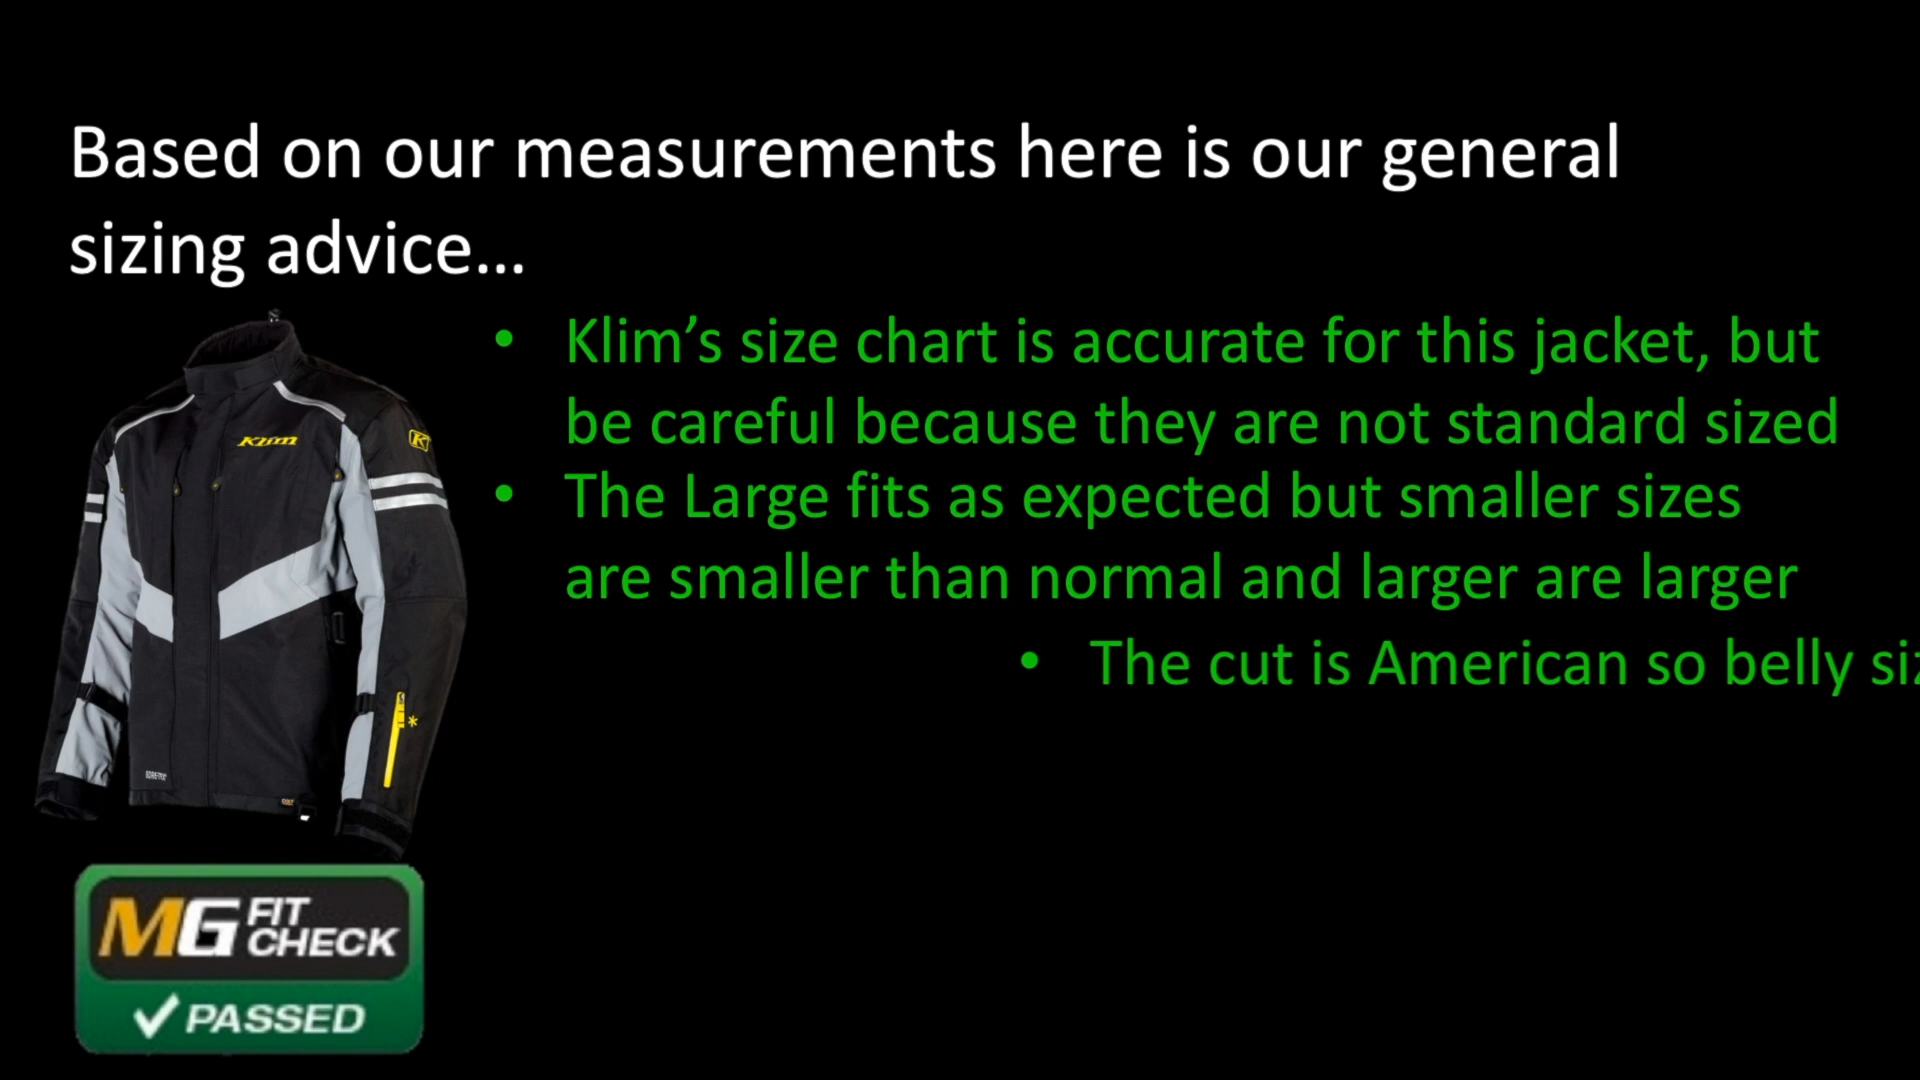 Based on our measurements here is our general
sizing advice...
• Klim’s size chart is accurate for this jacket, but
be careful because they are not standard sized
• The Large fits as expected but smaller sizes
are smaller than normal and larger are larger
• The cut is American so belly siz
Klim
K
MG FIT
CHECK
✓ PASSED